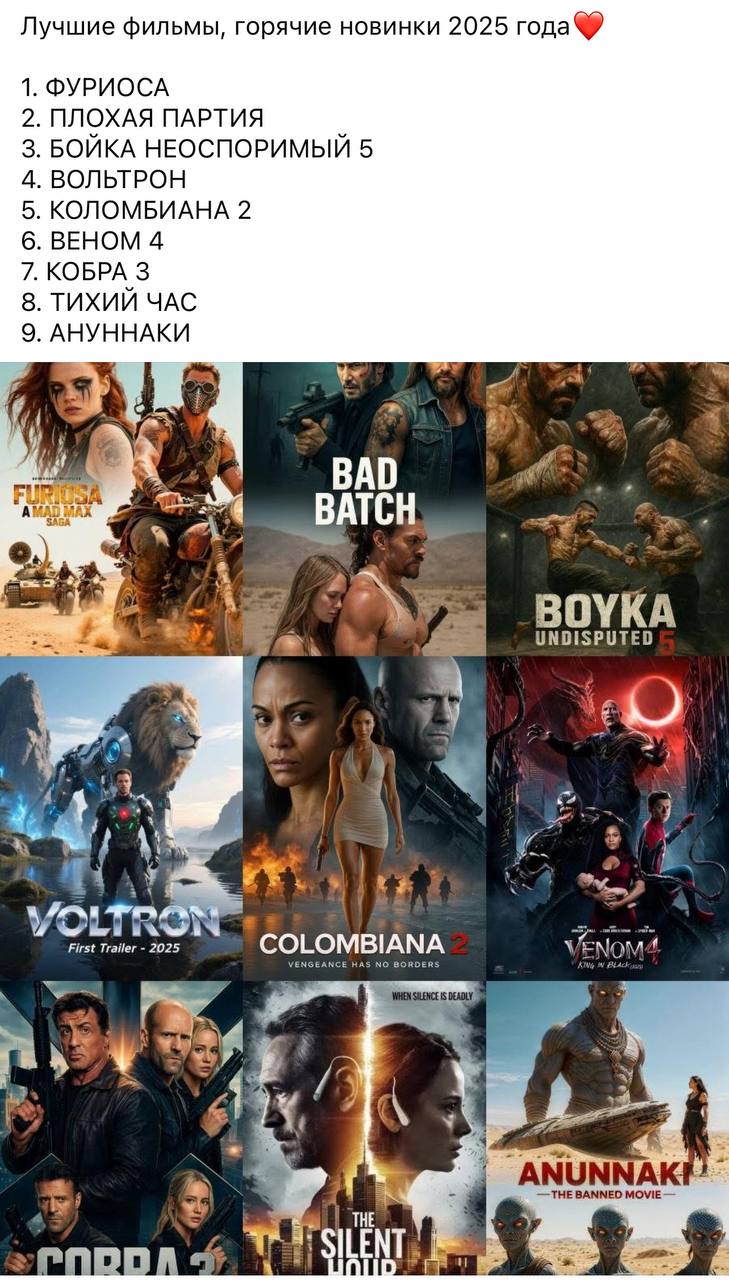 Лучшие фильмы, горячие новинки 2025 года❤️
1. ФУРИОСА
2. ПЛОХАЯ ПАРТИЯ
3. БОЙКА НЕОСПОРИМЫЙ 5
4. ВОЛЬТРОН
5. КОЛОМБИАНА 2
6. ВЕНОМ 4
7. КОБРА 3
8. ТИХИЙ ЧАС
9. АНУННАКИ
FURIOSA
A MAD MAX
SAGA
BAD
BATCH
BOYKA
UNDISPUTED 5
VOLTRON
First Trailer - 2025
COLOMBIANA 2
VENGEANCE HAS NO BORDERS
VENOM 4
KING IN BLACK
COBRA 3
WHEN SILENCE IS DEADLY
THE
SILENT
HOUR
ANUNNAKI
THE BANNED MOVIE